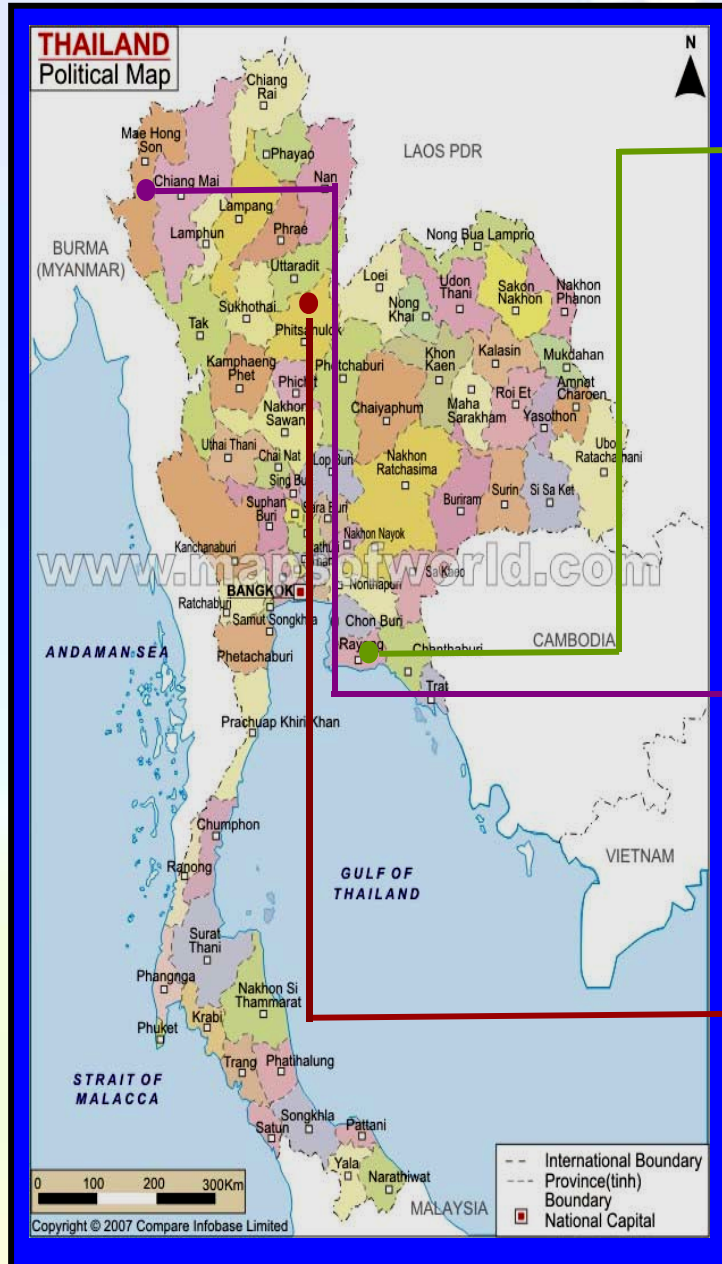 THAILAND
Political Map
N
Chiang
Rai
Mae Hong
Son
Phayao
LAOS PDR
Chiang Mai
Nan
Lampang
Lamphun
Phrae
Nong Bua Lamprio
BURMA
(MYANMAR)
Uttaradit
Loei
Udon
Thani
Sakon
Nakhon
Nakhon
Phanon
Nong
Khai
Sukhothai
Tak
Phitsanulok
Mukdahan
Kamphaeng
Phet
Phetchaburi
Khon
Kaen
Kalasin
Phichit
Amnat
Charoen
Nakhon
Sawan
Chaiyaphum
Maha
Sarakham
Roi Et
Yasothon
Uthai Thani
Chai Nat
Lop Buri
Nakhon
Ratchasima
Ubon
Ratachathani
Sing Buri
Suphan
Buri
Sara Buri
Buriram
Surin
Si Sa Ket
Kanchanaburi
Nakhon Nayok
www.mapsofworld.com
Sa Kaeo
Nonthapuri
BANGKOK
Ratchaburi
Samut Songkhla
Chon Buri
CAMBODIA
ANDAMAN SEA
Phetachaburi
Rayong
Chanthaburi
Trat
Prachuap Khiri Khan
Chumphon
VIETNAM
Ranong
GULF OF
THAILAND
Surat
Thani
Phangnga
Nakhon Si
Thammarat
Krabi
Phuket
Trang
Phatihalung
STRAIT OF
MALACCA
Songkhla
Pattani
Satun
Yala
Narathiwat
MALAYSIA
International Boundary
Province(tinh)
Boundary
National Capital
0 100 200 300Km
Copyright © 2007 Compare Infobase Limited